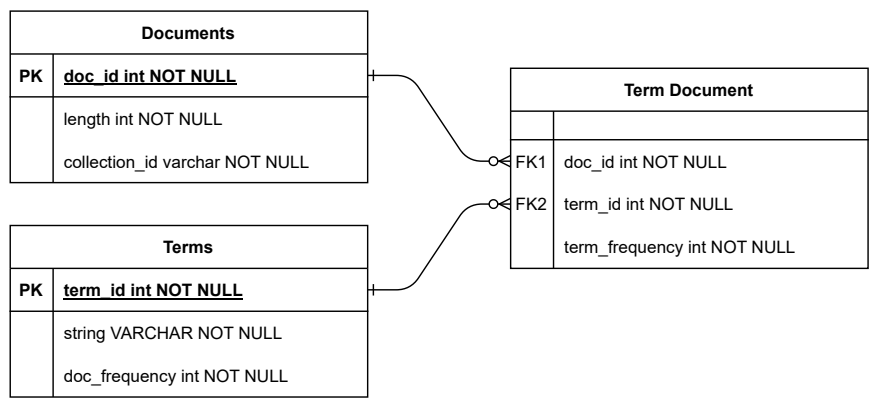 Documents
PK doc_id int NOT NULL
length int NOT NULL
collection_id varchar NOT NULL
Terms
PK term_id int NOT NULL
string VARCHAR NOT NULL
doc_frequency int NOT NULL
Term Document
FK1 doc_id int NOT NULL
FK2 term_id int NOT NULL
term_frequency int NOT NULL